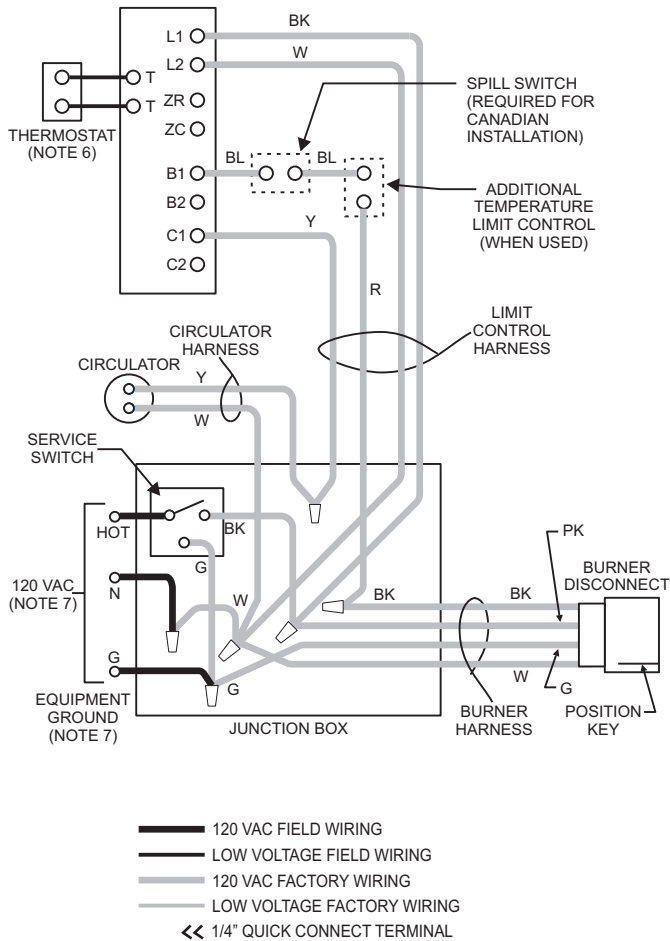 BK
L1
W
L2
T
ZR
T
ZC
THERMOSTAT
(NOTE 6)
SPILL SWITCH
(REQUIRED FOR
CANADIAN
INSTALLATION)
B1
BL
BL
B2
ADDITIONAL
TEMPERATURE
LIMIT CONTROL
(WHEN USED)
C1
Y
C2
R
LIMIT
CONTROL
HARNESS
CIRCULATOR
HARNESS
CIRCULATOR
Y
W
SERVICE
SWITCH
HOT
BK
PK
G
BURNER
DISCONNECT
120 VAC
(NOTE 7)
N
W
BK
BK
G
G
W
G
EQUIPMENT
GROUND
(NOTE 7)
BURNER
HARNESS
POSITION
KEY
JUNCTION BOX
120 VAC FIELD WIRING
LOW VOLTAGE FIELD WIRING
120 VAC FACTORY WIRING
LOW VOLTAGE FACTORY WIRING
<< 1/4" QUICK CONNECT TERMINAL